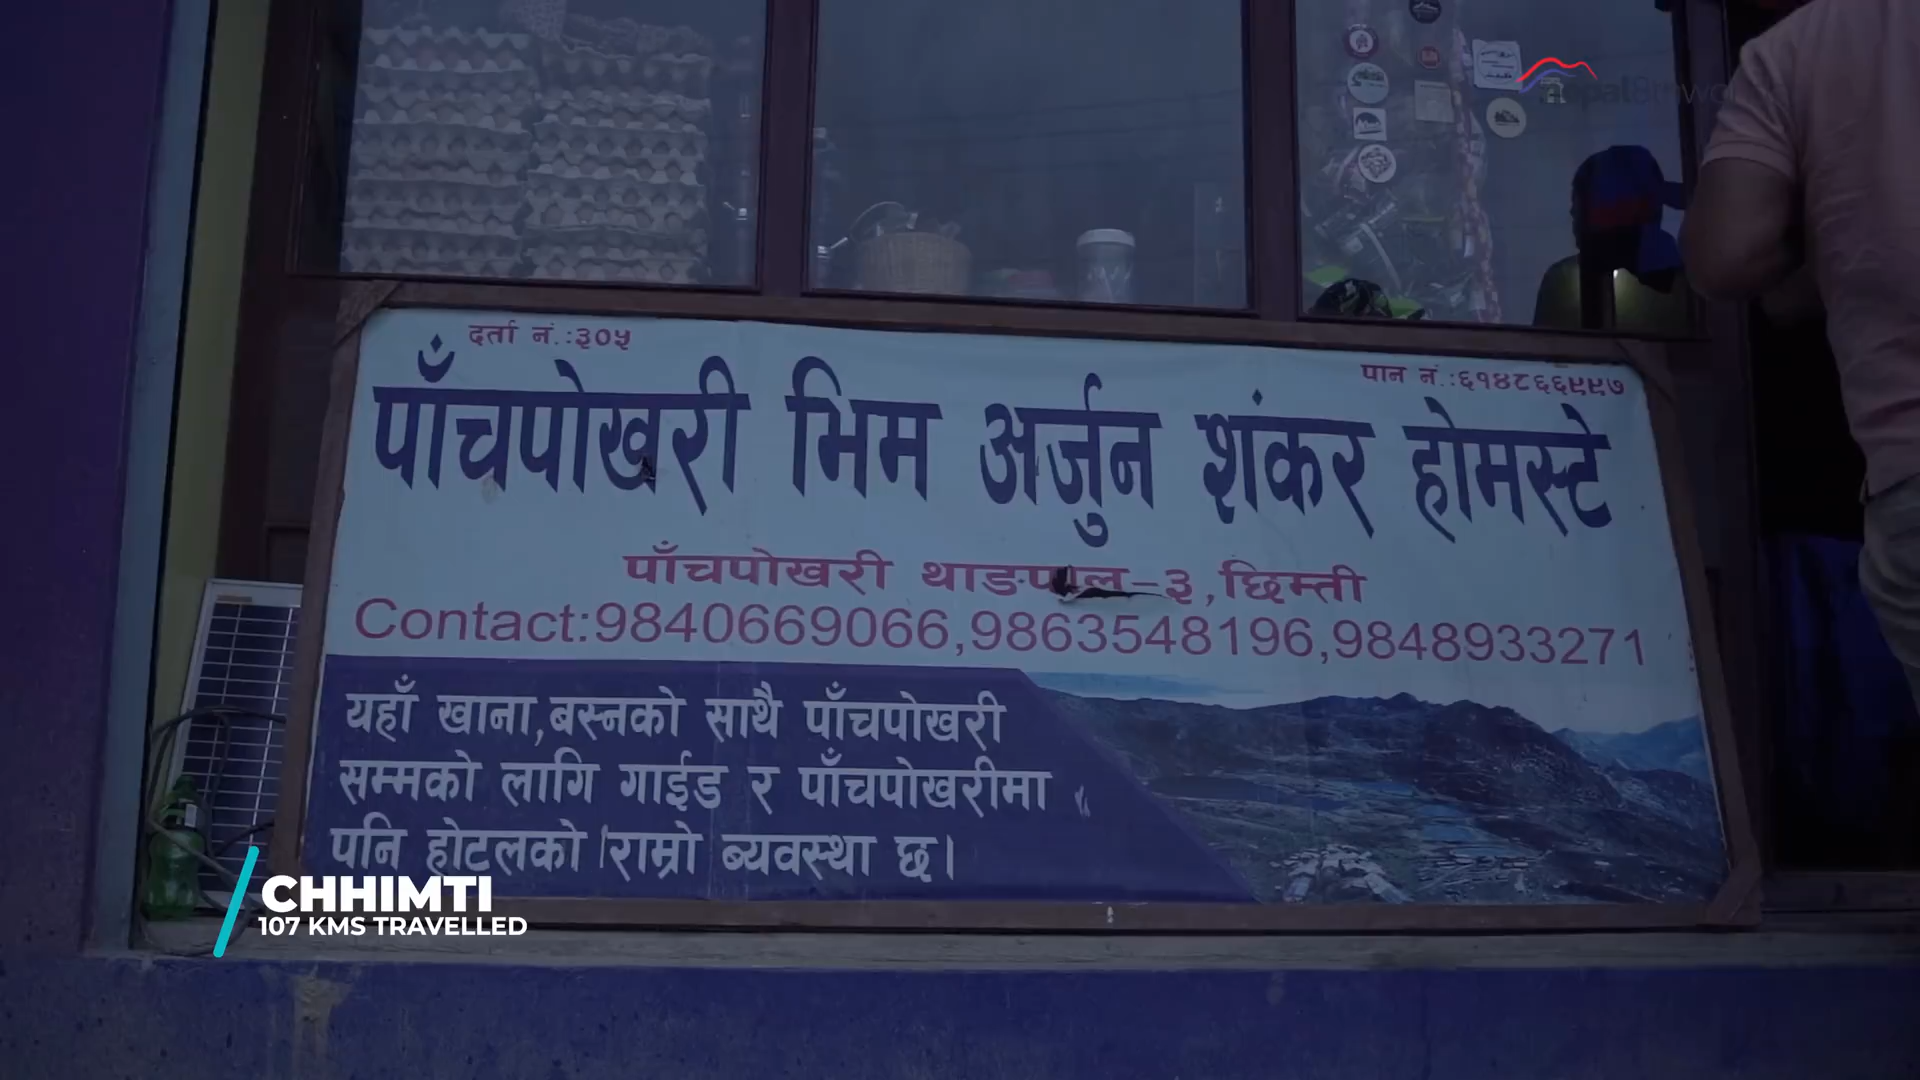 दर्ता नं.:३०५
पान नं.:६१४८६६९९७
पाँचपोखरी भिम अर्जुन शंकर होमस्टे
पाँचपोखरी थाङपाल-३,छिम्ती
Contact:9840669066,9863548196,9848933271
यहाँ खाना,बस्नको साथै पाँचपोखरी
सम्मको लागि गाईड र पाँचपोखरीमा
पनि होटलको राम्रो ब्यवस्था छ।
CHHIMTI
107 KMS TRAVELLED